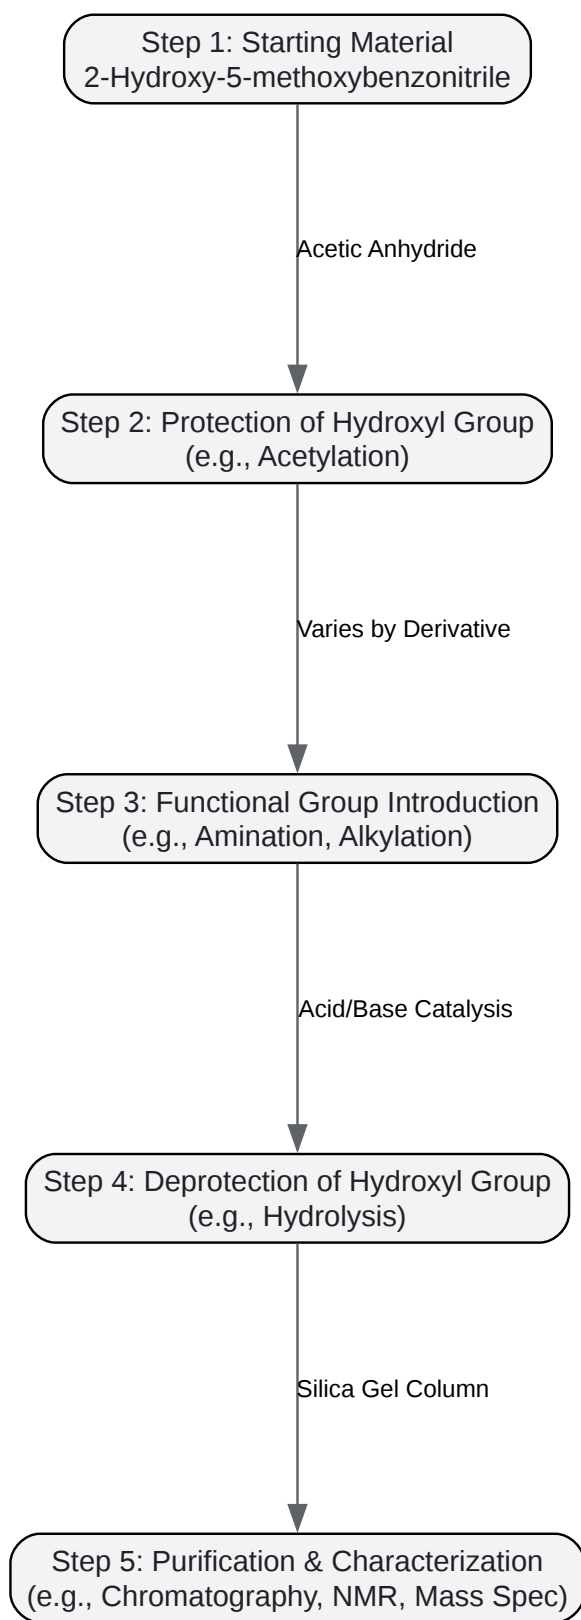 Step 1: Starting Material
2-Hydroxy-5-methoxybenzonitrile
Acetic Anhydride
Step 2: Protection of Hydroxyl Group
(e.g., Acetylation)
Varies by Derivative
Step 3: Functional Group Introduction
(e.g., Amination, Alkylation)
Acid/Base Catalysis
Step 4: Deprotection of Hydroxyl Group
(e.g., Hydrolysis)
Silica Gel Column
Step 5: Purification & Characterization
(e.g., Chromatography, NMR, Mass Spec)